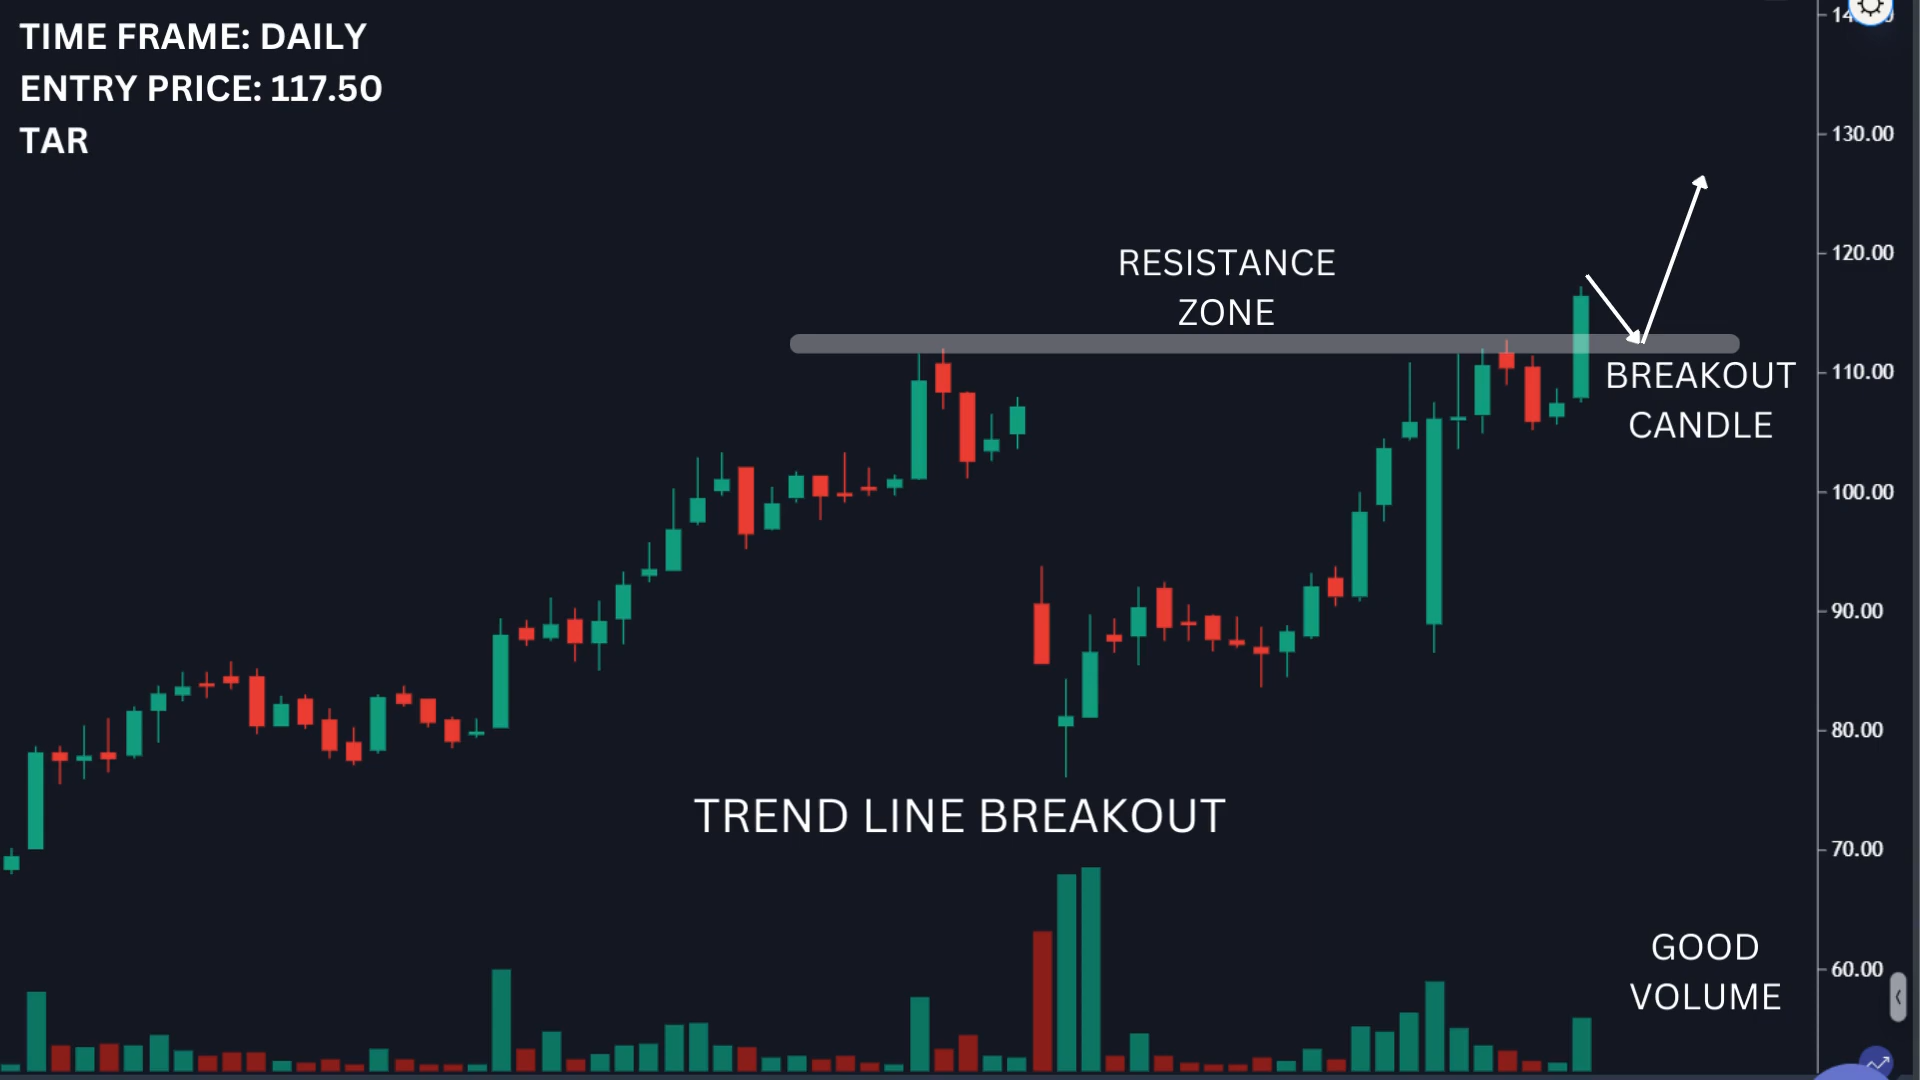 TIME FRAME: DAILY
ENTRY PRICE: 117.50
TAR
130.00
RESISTANCE
ZONE
120.00
BREAKOUT
CANDLE
110.00
100.00
90.00
80.00
TREND LINE BREAKOUT
70.00
GOOD
VOLUME
60.00